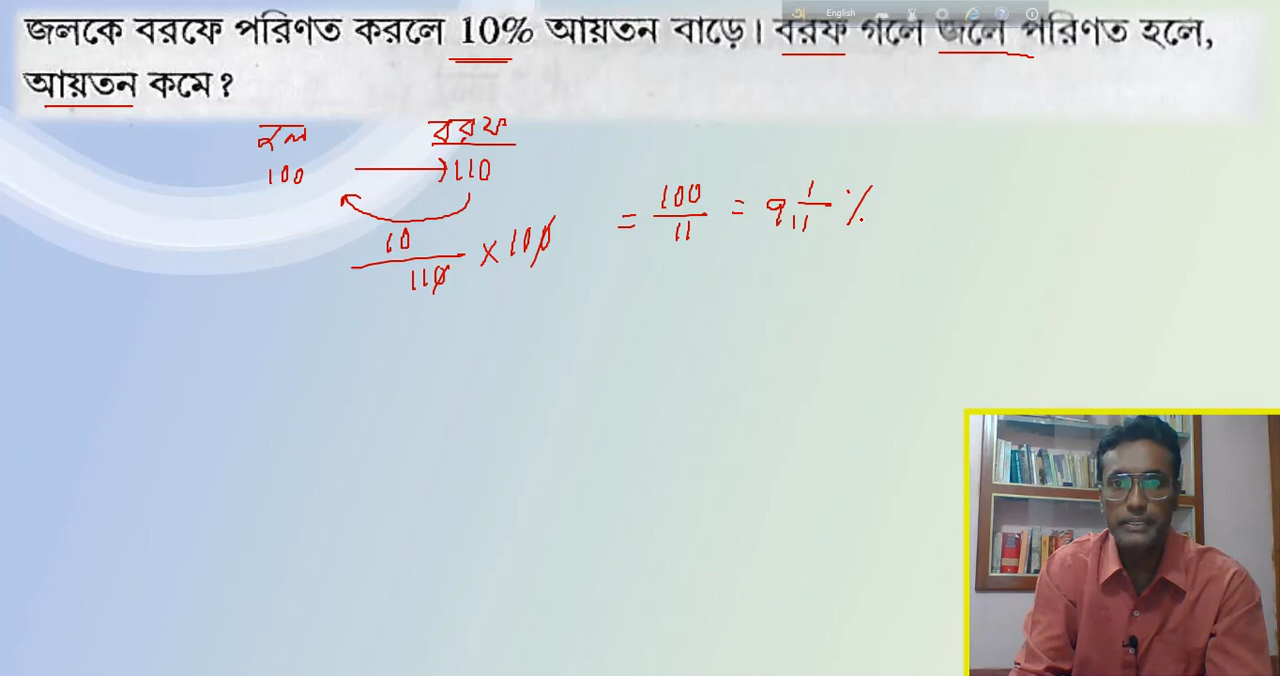 English
জলকে বরফে পরিণত করলে 10% আয়তন বাড়ে। বরফ গলে জলে পরিণত হলে,
আয়তন কমে?
জল বরফ
100 → 110
10/110 × 100 = 100/11 = 9 1/11 %